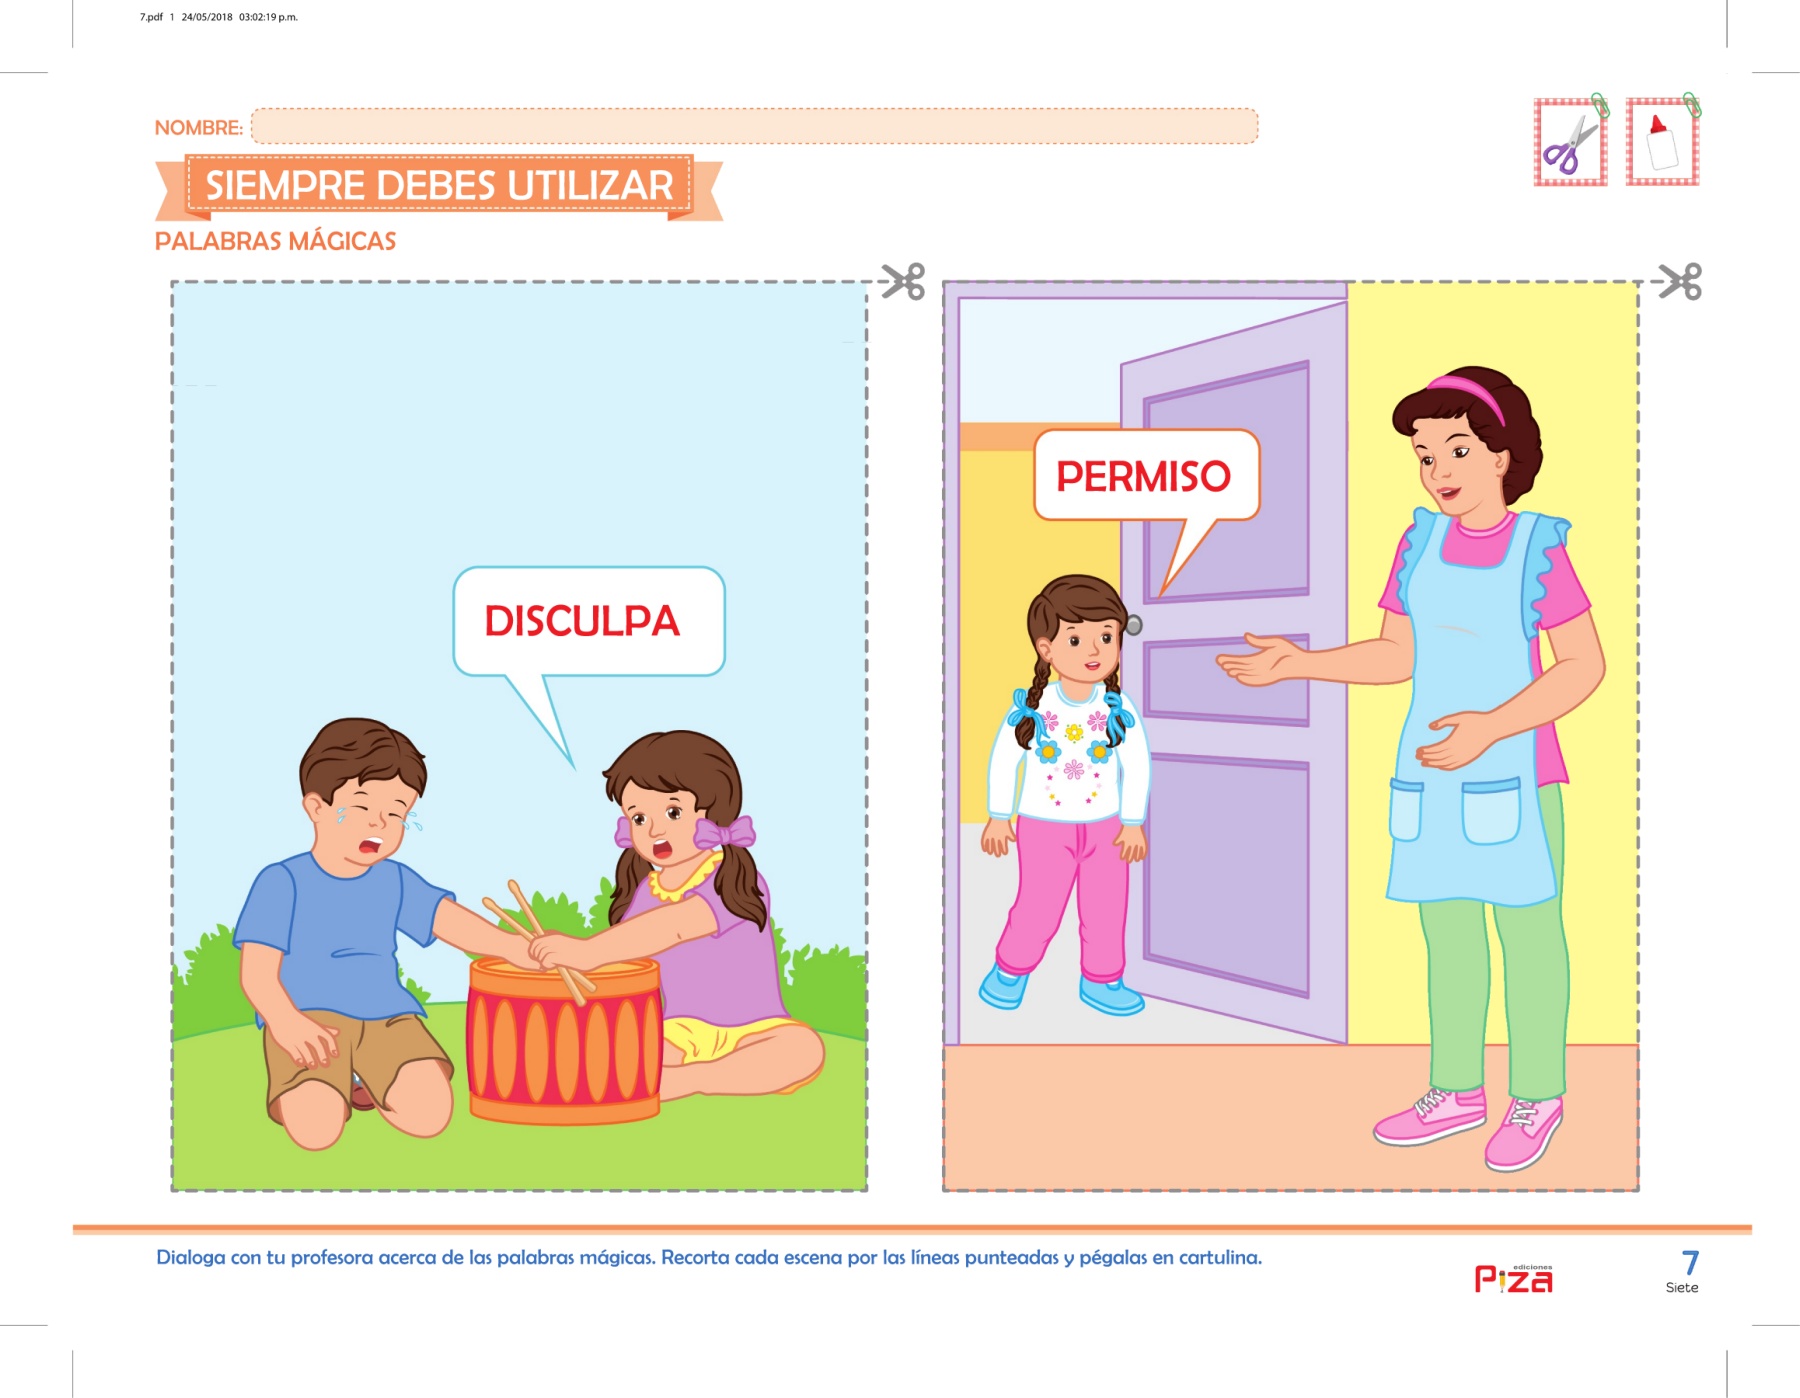 7.pdf 1 24/05/2018 03:02:19 p.m.
NOMBRE:
SIEMPRE DEBES UTILIZAR
PALABRAS MÁGICAS
DISCULPA
PERMISO
Dialoga con tu profesora acerca de las palabras mágicas. Recorta cada escena por las líneas punteadas y pégalas en cartulina.
ediciones
Piza
7
Siete